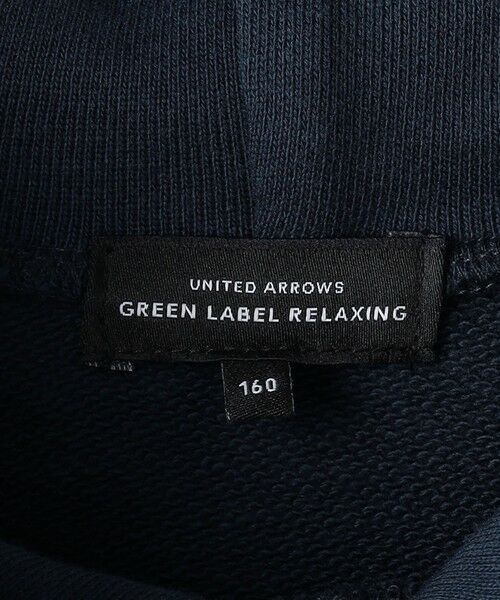 UNITED ARROWS
GREEN LABEL RELAXING
160